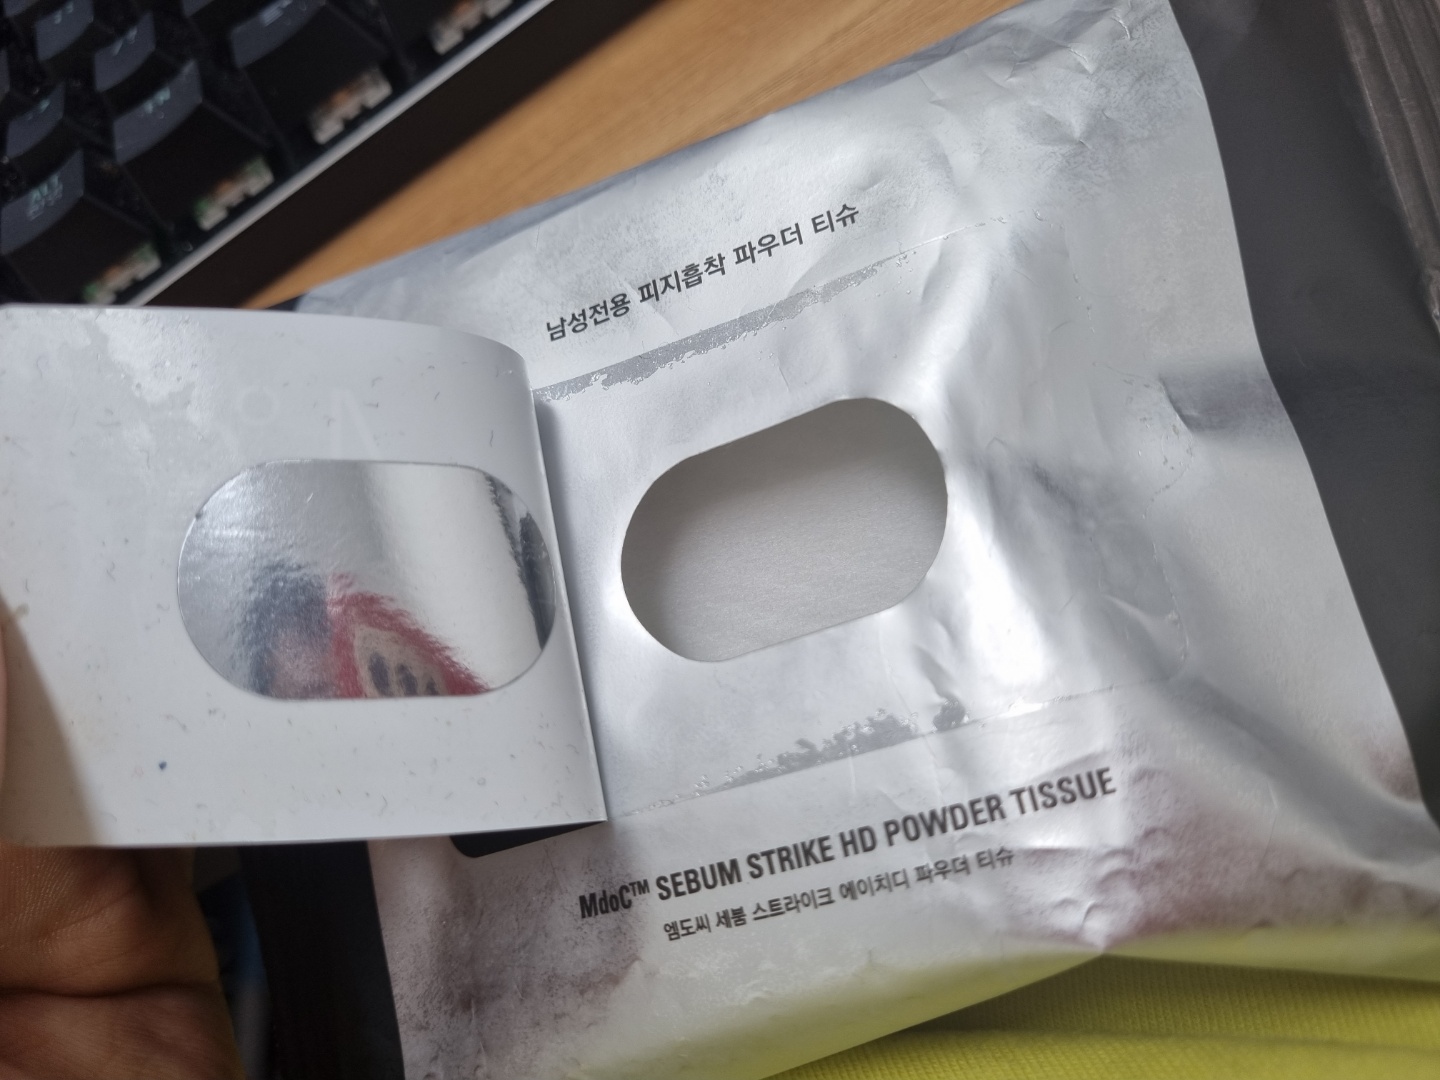 남성전용 피지흡착 파우더 티슈
MdoC™ SEBUM STRIKE HD POWDER TISSUE
엠도씨 세붐 스트라이크 에이치디 파우더 티슈